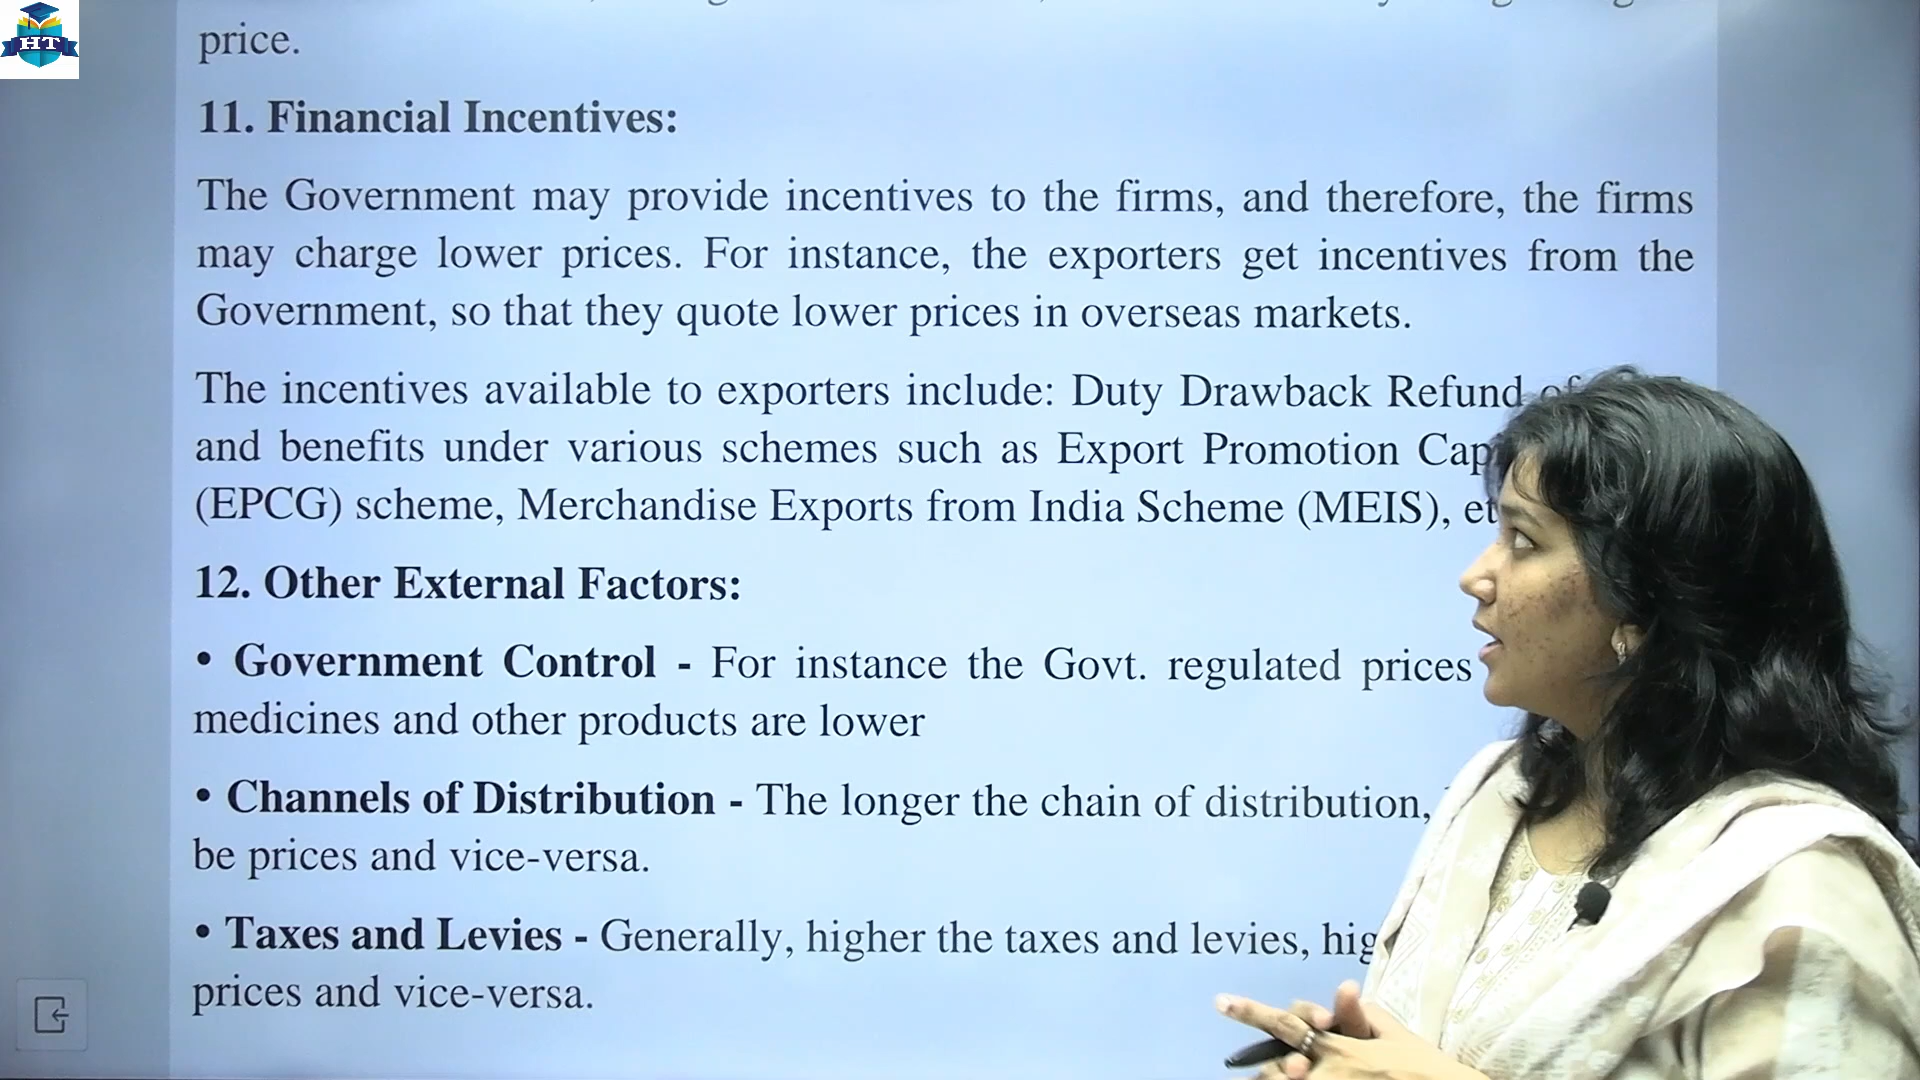 HT
price.
11. Financial Incentives:
The Government may provide incentives to the firms, and therefore, the firms
may charge lower prices. For instance, the exporters get incentives from the
Government, so that they quote lower prices in overseas markets.
The incentives available to exporters include: Duty Drawback Refund of
and benefits under various schemes such as Export Promotion
(EPCG) scheme, Merchandise Exports from India Scheme (MEIS),
12. Other External Factors:
• Government Control - For instance the Govt. regulated prices
medicines and other products are lower
• Channels of Distribution - The longer the chain of distribution,
be prices and vice-versa.
• Taxes and Levies - Generally, higher the taxes and levies,
prices and vice-versa.